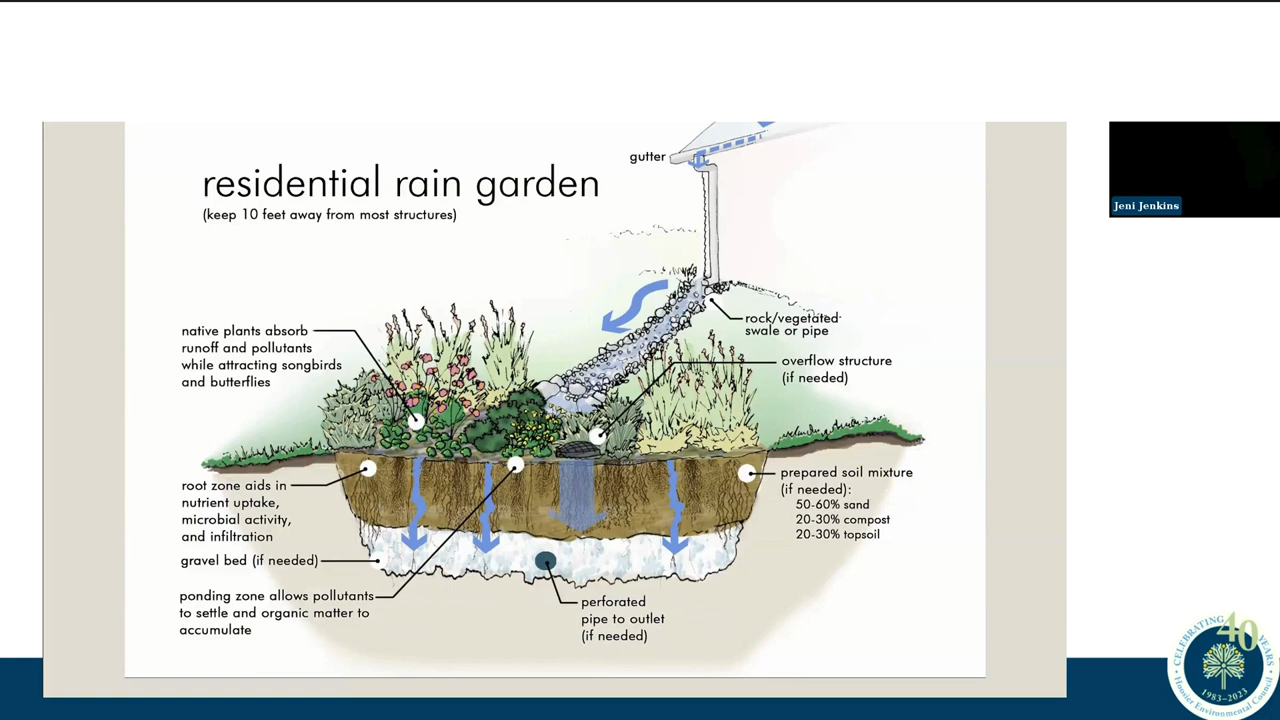 gutter
residential rain garden
(keep 10 feet away from most structures)
Jeni Jenkins
rock/vegetated
swale or pipe
native plants absorb
runoff and pollutants
while attracting songbirds
and butterflies
overflow structure
(if needed)
root zone aids in
nutrient uptake,
microbial activity,
and infiltration
prepared soil mixture
(if needed):
50-60% sand
20-30% compost
20-30% topsoil
gravel bed (if needed)
ponding zone allows pollutants
to settle and organic matter to
accumulate
perforated
pipe to outlet
(if needed)
CELEBRATING 40 YEARS
Hoosier Environmental Council
1983-2023